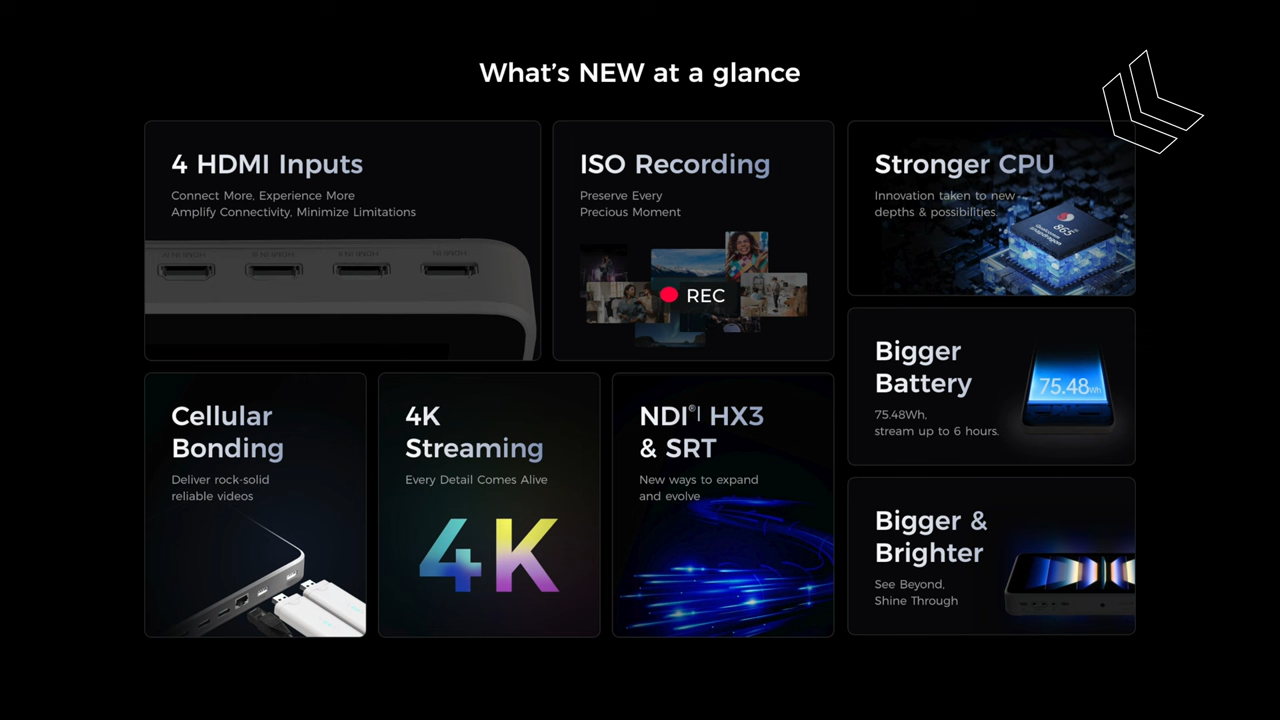 What's NEW at a glance
4 HDMI Inputs
Connect More, Experience More
Amplify Connectivity, Minimize Limitations
ISO Recording
Preserve Every
Precious Moment
REC
Stronger CPU
Innovation taken to new
depths & possibilities.
865
Qualcomm
snapdragon
Bigger
Battery
75.48Wh,
stream up to 6 hours.
75.48Wh
Cellular
Bonding
Deliver rock-solid
reliable videos
4K
Streaming
Every Detail Comes Alive
4K
NDI®| HX3
& SRT
New ways to expand
and evolve
Bigger &
Brighter
See Beyond,
Shine Through